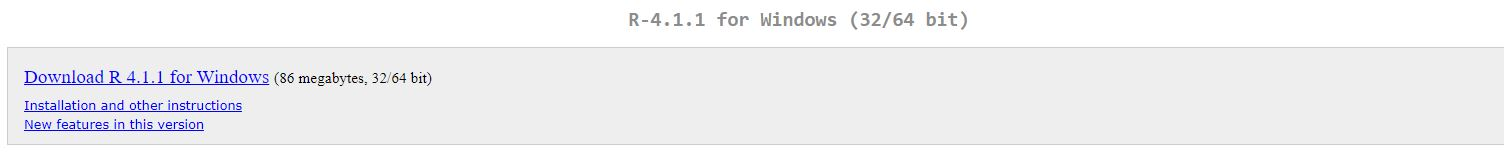 R-4.1.1 for Windows (32/64 bit)
Download R 4.1.1 for Windows (86 megabytes, 32/64 bit)
Installation and other instructions
New features in this version